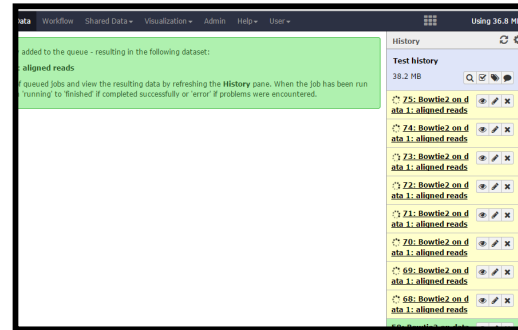 Data Workflow Shared Data Visualization Admin Help User Using 36.8 MB
added to the queue - resulting in the following dataset:
: aligned reads
of queued jobs and view the resulting data by refreshing the History pane. When the job has been run
'running' to 'finished' if completed successfully or 'error' if problems were encountered.
History
Test history
38.2 MB
75: Bowtie2 on d
ata 1: aligned reads
74: Bowtie2 on d
ata 1: aligned reads
73: Bowtie2 on d
ata 1: aligned reads
72: Bowtie2 on d
ata 1: aligned reads
71: Bowtie2 on d
ata 1: aligned reads
70: Bowtie2 on d
ata 1: aligned reads
69: Bowtie2 on d
ata 1: aligned reads
68: Bowtie2 on d
ata 1: aligned reads